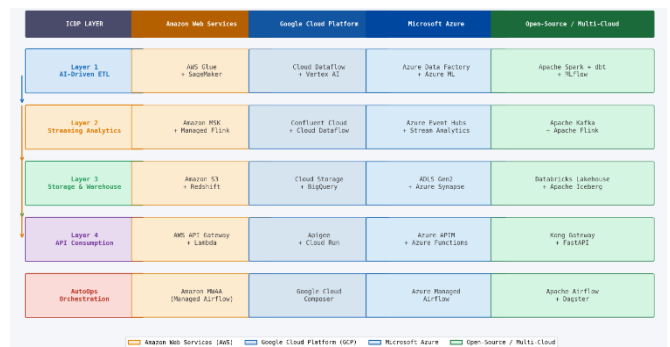 ICDP LAYER
Amazon Web Services
Google Cloud Platform
Microsoft Azure
Open-Source / Multi-Cloud
Layer 1
AI-Driven ETL
AWS Glue
+ SageMaker
Cloud Dataflow
+ Vertex AI
Azure Data Factory
+ Azure ML
Apache Spark + dbt
+ MLflow
Layer 2
Streaming Analytics
Amazon MSK
+ Managed Flink
Confluent Cloud
+ Cloud Dataflow
Azure Event Hubs
+ Stream Analytics
Apache Kafka
+ Apache Flink
Layer 3
Storage & Warehouse
Amazon S3
+ Redshift
Cloud Storage
+ BigQuery
ADLS Gen2
+ Azure Synapse
Databricks Lakehouse
+ Apache Iceberg
Layer 4
API Consumption
AWS API Gateway
+ Lambda
Apigee
+ Cloud Run
Azure APIM
+ Azure Functions
Kong Gateway
+ FastAPI
AutoOps
Orchestration
Amazon MWAA
(Managed Airflow)
Google Cloud
Composer
Azure Managed
Airflow
Apache Airflow
+ Dagster
Amazon Web Services (AWS)
Google Cloud Platform (GCP)
Microsoft Azure
Open-Source / Multi-Cloud